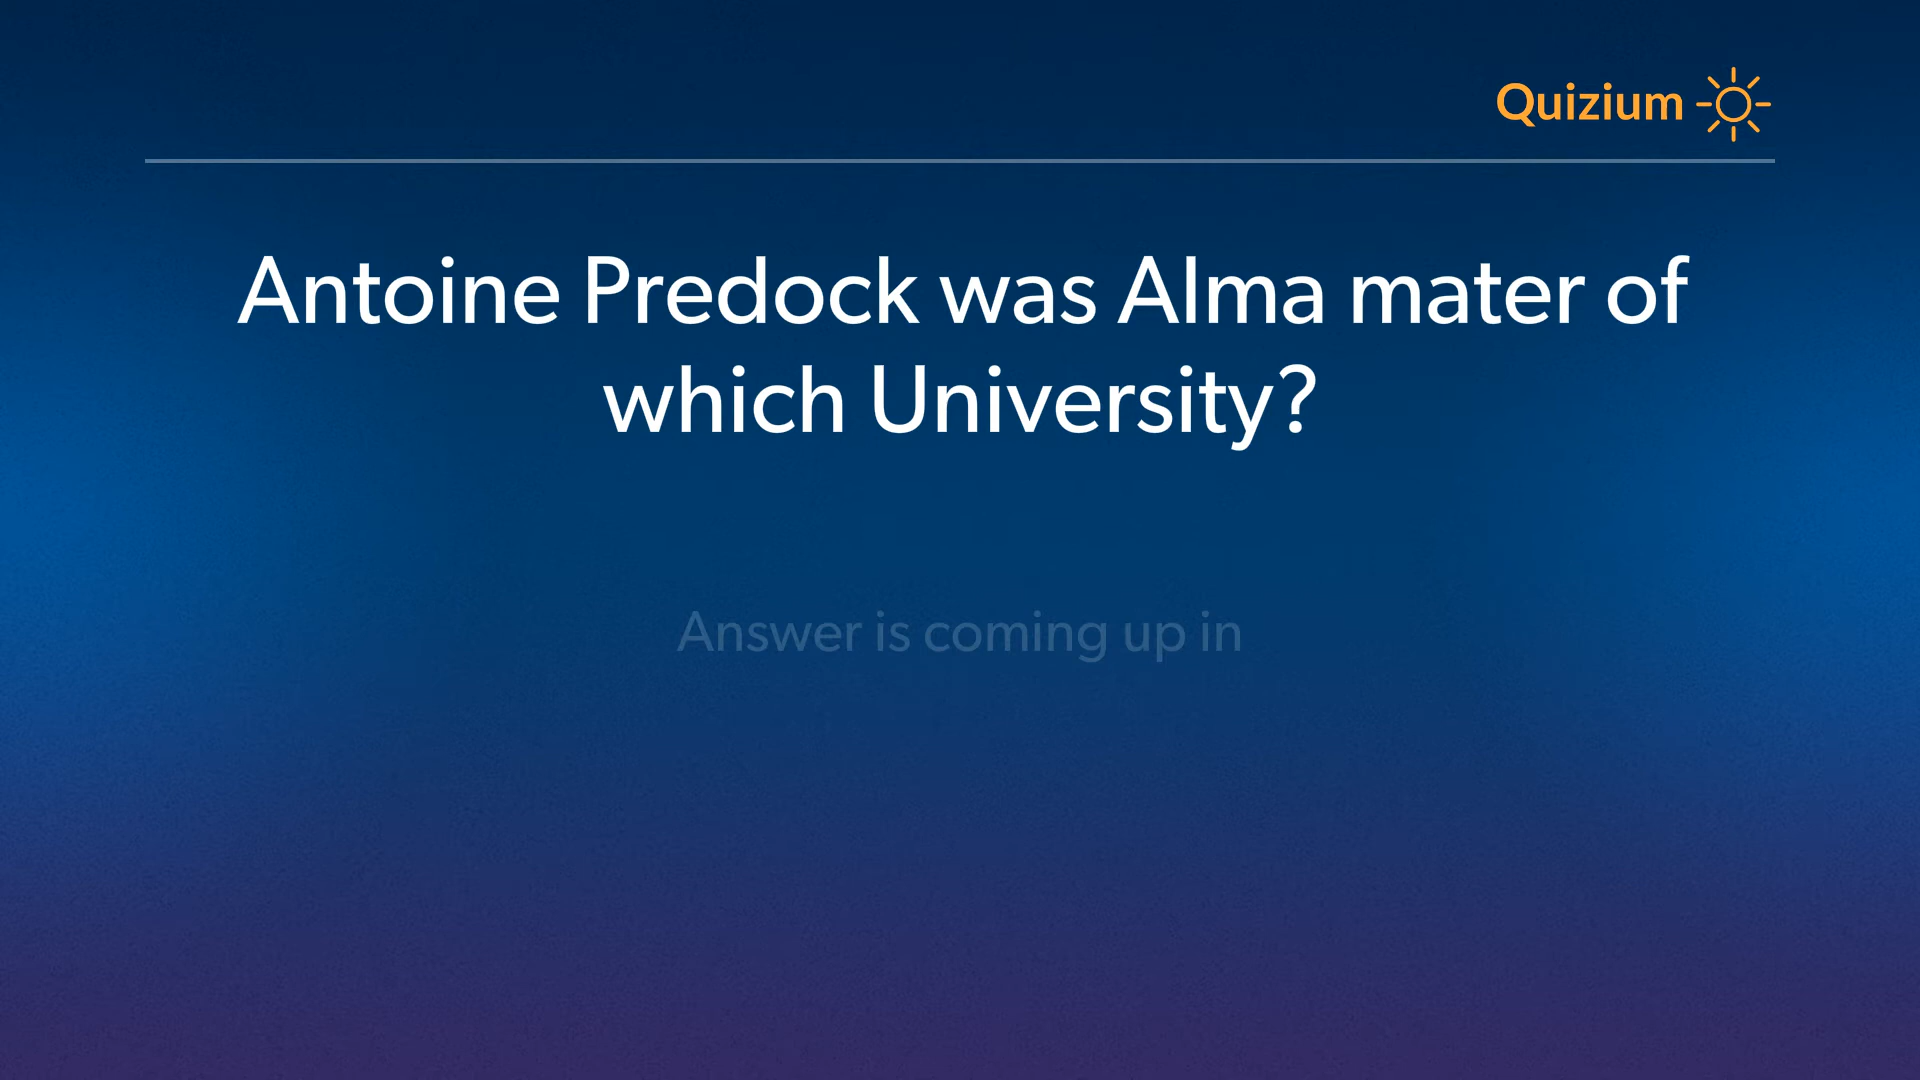 Quizium
Antoine Predock was Alma mater of
which University?
Answer is coming up in